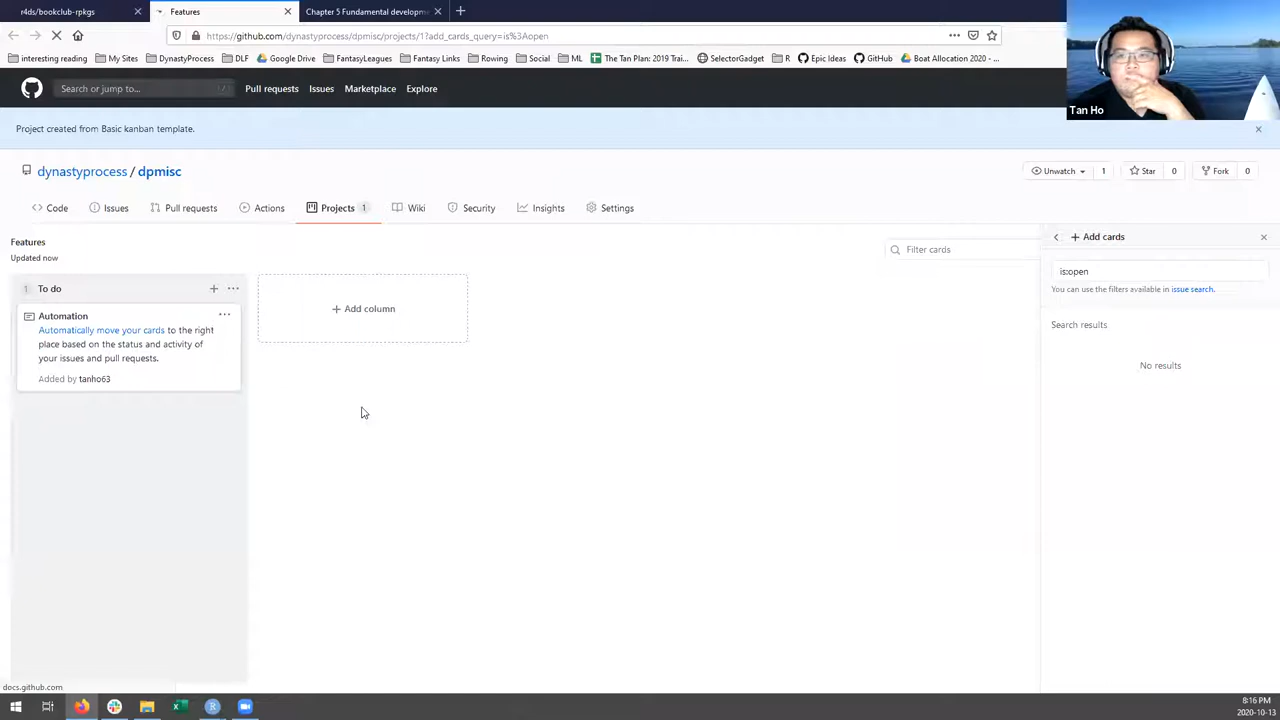 r4ds/bookclub-rpkgs
Features
Chapter 5 Fundamental developm
https://github.com/dynastyprocess/dpmisc/projects/1?add_cards_query=is%3Aopen
interesting reading
My Sites
DynastyProcess
DLF
Google Drive
FantasyLeagues
Fantasy Links
Rowing
Social
ML
The Tan Plan: 2019 Trai...
SelectorGadget
R
Epic Ideas
GitHub
Boat Allocation 2020 - ...
Tan Ho
Search or jump to...
/
Pull requests
Issues
Marketplace
Explore
Project created from Basic kanban template.
dynastyprocess / dpmisc
Unwatch
1
Star
0
Fork
0
Code
Issues
Pull requests
Actions
Projects
1
Wiki
Security
Insights
Settings
Features
Updated now
Filter cards
Add cards
is:open
You can use the filters available in issue search.
Search results
No results
1
To do
Add column
Automation
Automatically move your cards to the right
place based on the status and activity of
your issues and pull requests.
Added by tanho63
docs.github.com
8:16 PM
2020-10-13